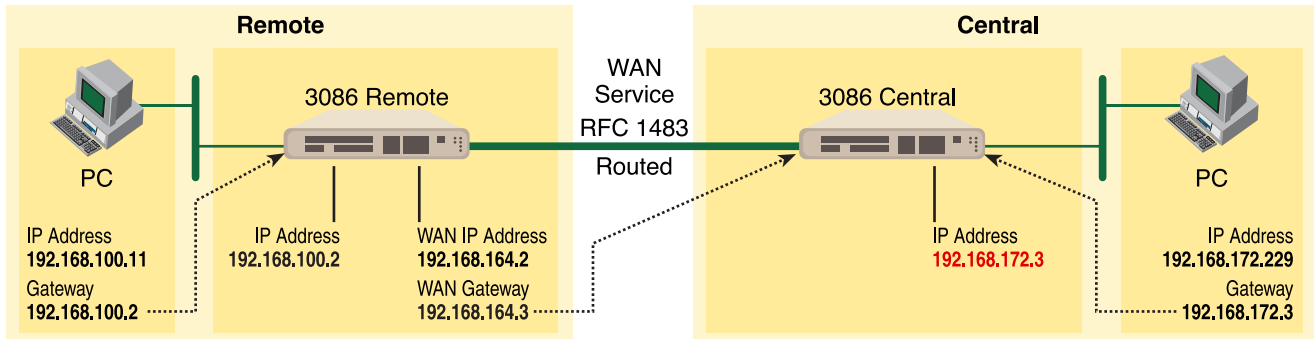 Remote
Central
PC
3086 Remote
WAN
Service
RFC 1483
Routed
3086 Central
PC
IP Address
192.168.100.11
Gateway
192.168.100.2
IP Address
192.168.100.2
WAN IP Address
192.168.164.2
WAN Gateway
192.168.164.3
IP Address
192.168.172.3
IP Address
192.168.172.229
Gateway
192.168.172.3